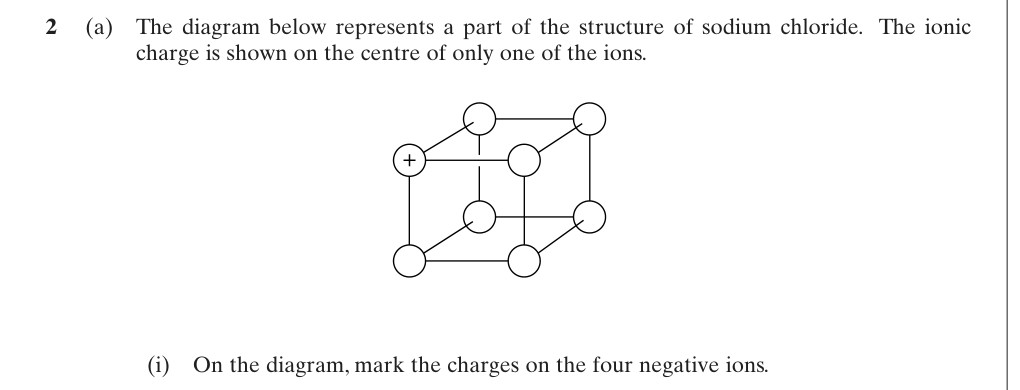 2 (a) The diagram below represents a part of the structure of sodium chloride. The ionic
charge is shown on the centre of only one of the ions.
+
(i) On the diagram, mark the charges on the four negative ions.